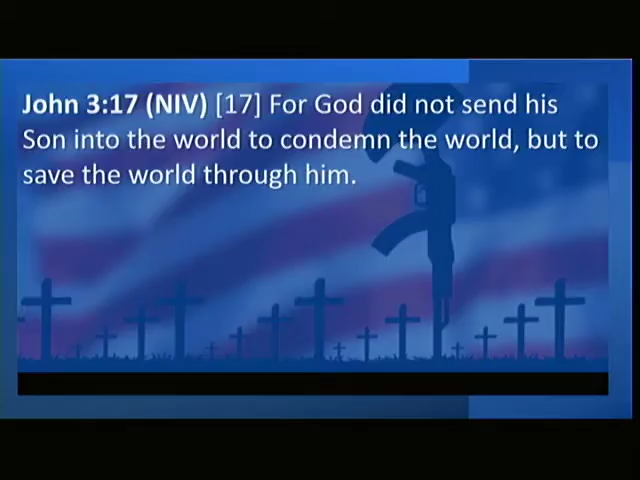 John 3:17 (NIV) [17] For God did not send his
Son into the world to condemn the world, but to
save the world through him.